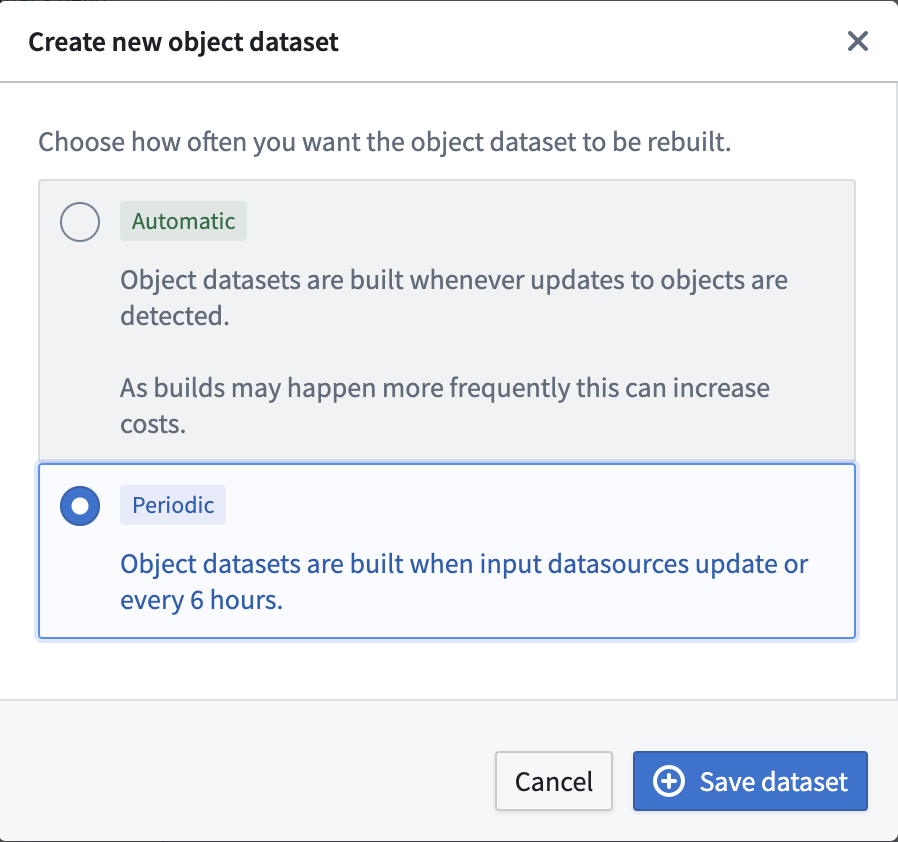 Create new object dataset
Choose how often you want the object dataset to be rebuilt.
Automatic
Object datasets are built whenever updates to objects are
detected.
As builds may happen more frequently this can increase
costs.
Periodic
Object datasets are built when input datasources update or
every 6 hours.
Cancel
Save dataset